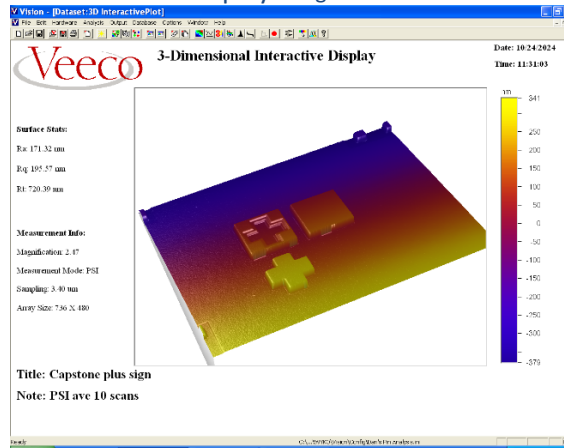 Vision - [Dataset:3D InteractivePlot]
File Edit Hardware Analysis Output Database Options Window Help
Veeco
3-Dimensional Interactive Display
Date: 10/24/2024
Time: 11:31:03
nm
341
250
200
150
100
50
0
-50
-100
-150
-200
-250
-300
-379
Surface Stats:
Ra: 171.32 nm
Rq: 195.57 nm
Rt: 720.39 nm
Measurement Info:
Magnification: 2.47
Measurement Mode: PSI
Sampling: 3.40 um
Array Size: 736 X 480
Title: Capstone plus sign
Note: PSI ave 10 scans
Ready